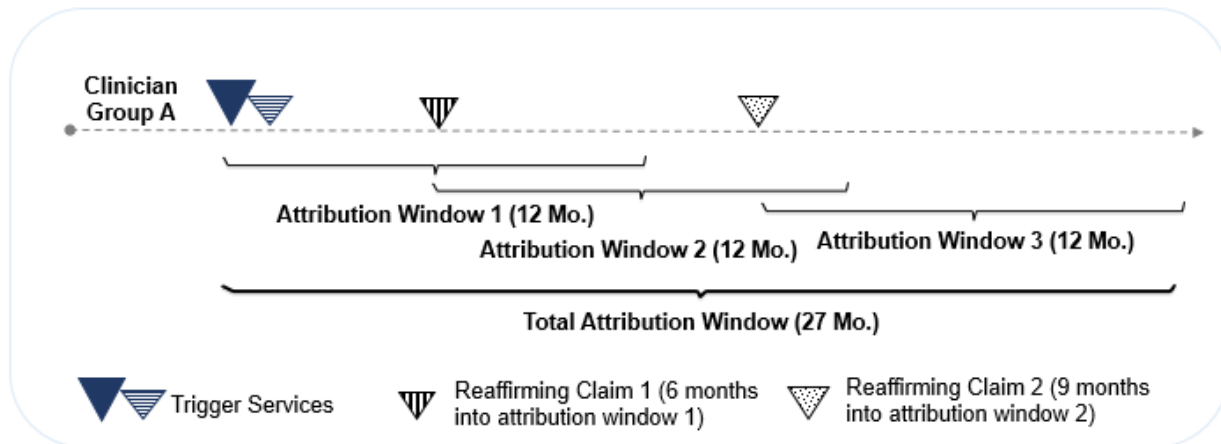 Clinician
Group A
Attribution Window 1 (12 Mo.)
Attribution Window 2 (12 Mo.)
Attribution Window 3 (12 Mo.)
Total Attribution Window (27 Mo.)
Trigger Services
Reaffirming Claim 1 (6 months
into attribution window 1)
Reaffirming Claim 2 (9 months
into attribution window 2)